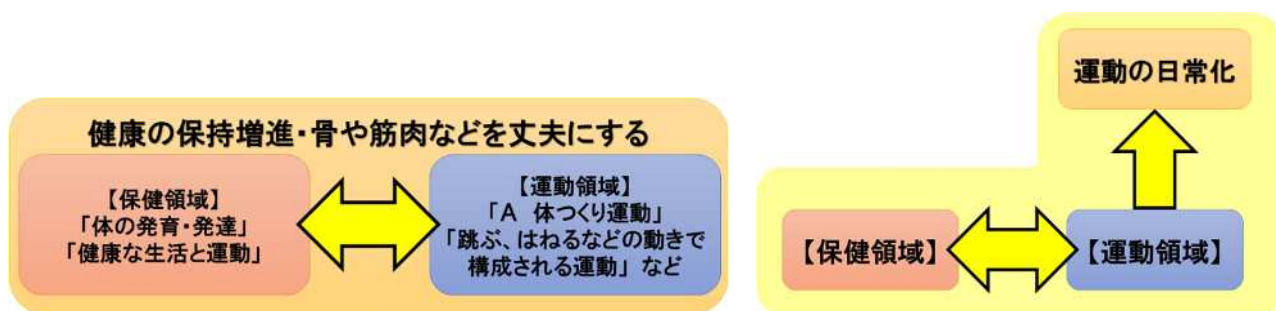 健康の保持増進・骨や筋肉などを丈夫にする
【保健領域】
「体の発育・発達」
「健康な生活と運動」
【運動領域】
「A　体つくり運動」
「跳ぶ、はねるなどの動きで
構成される運動」 など
運動の日常化
【保健領域】
【運動領域】